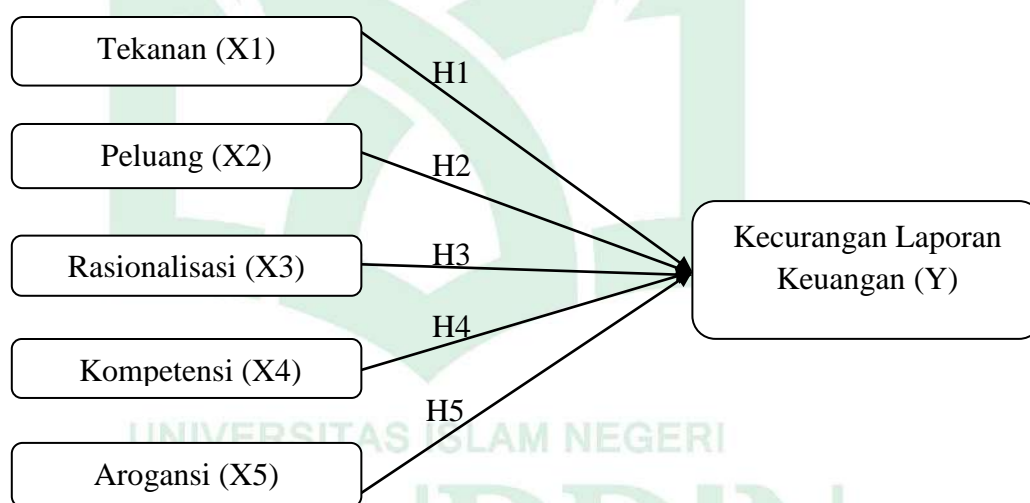 Tekanan (X1)
H1
Peluang (X2)
H2
Rasionalisasi (X3)
H3
Kecurangan Laporan
Keuangan (Y)
Kompetensi (X4)
H4
Arogansi (X5)
H5
UNIVERSITAS ISLAM NEGERI